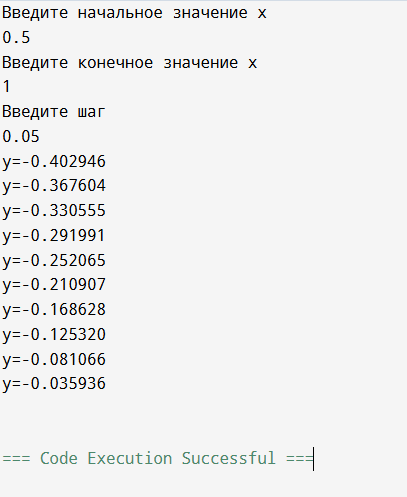 Введите начальное значение x
0.5
Введите конечное значение x
1
Введите шаг
0.05
y=-0.402946
y=-0.367604
y=-0.330555
y=-0.291991
y=-0.252065
y=-0.210907
y=-0.168628
y=-0.125320
y=-0.081066
y=-0.035936
=== Code Execution Successful ===